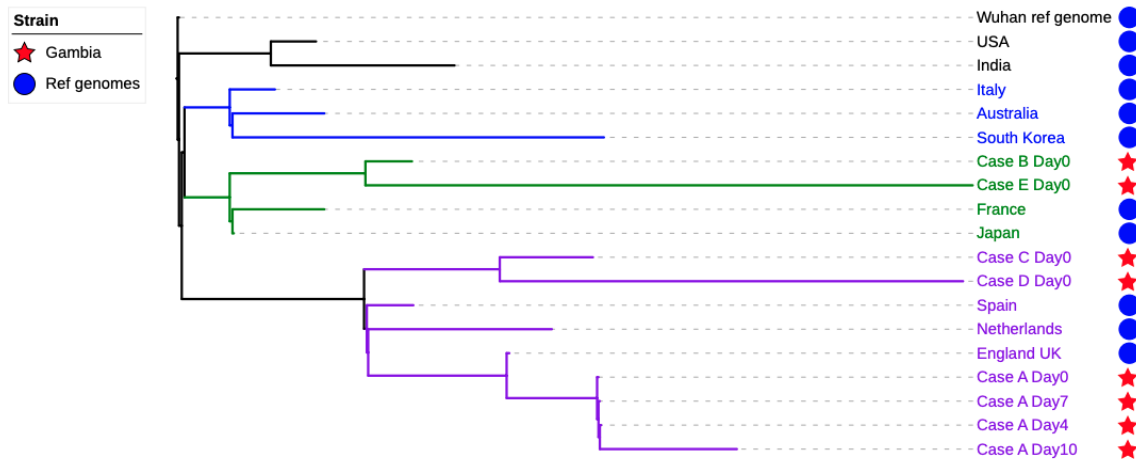 Strain
Gambia
Ref genomes
Wuhan ref genome
USA
India
Italy
Australia
South Korea
Case B Day0
Case E Day0
France
Japan
Case C Day0
Case D Day0
Spain
Netherlands
England UK
Case A Day0
Case A Day7
Case A Day4
Case A Day10